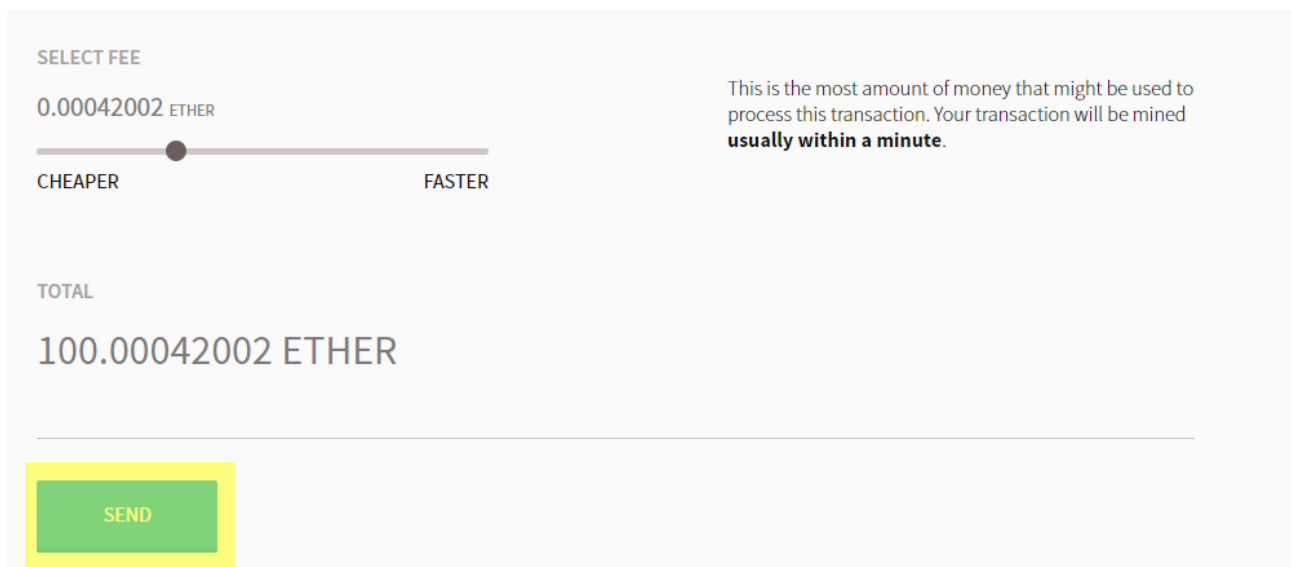 SELECT FEE
0.00042002 ETHER
CHEAPER FASTER
This is the most amount of money that might be used to
process this transaction. Your transaction will be mined
usually within a minute.
TOTAL
100.00042002 ETHER
SEND